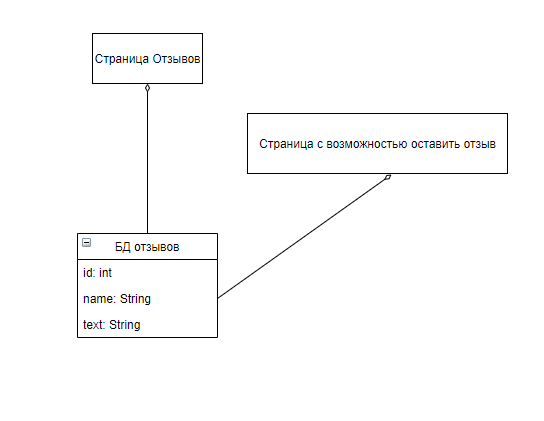 Страница Отзывов
Страница с возможностью оставить отзыв
БД отзывов
id: int
name: String
text: String